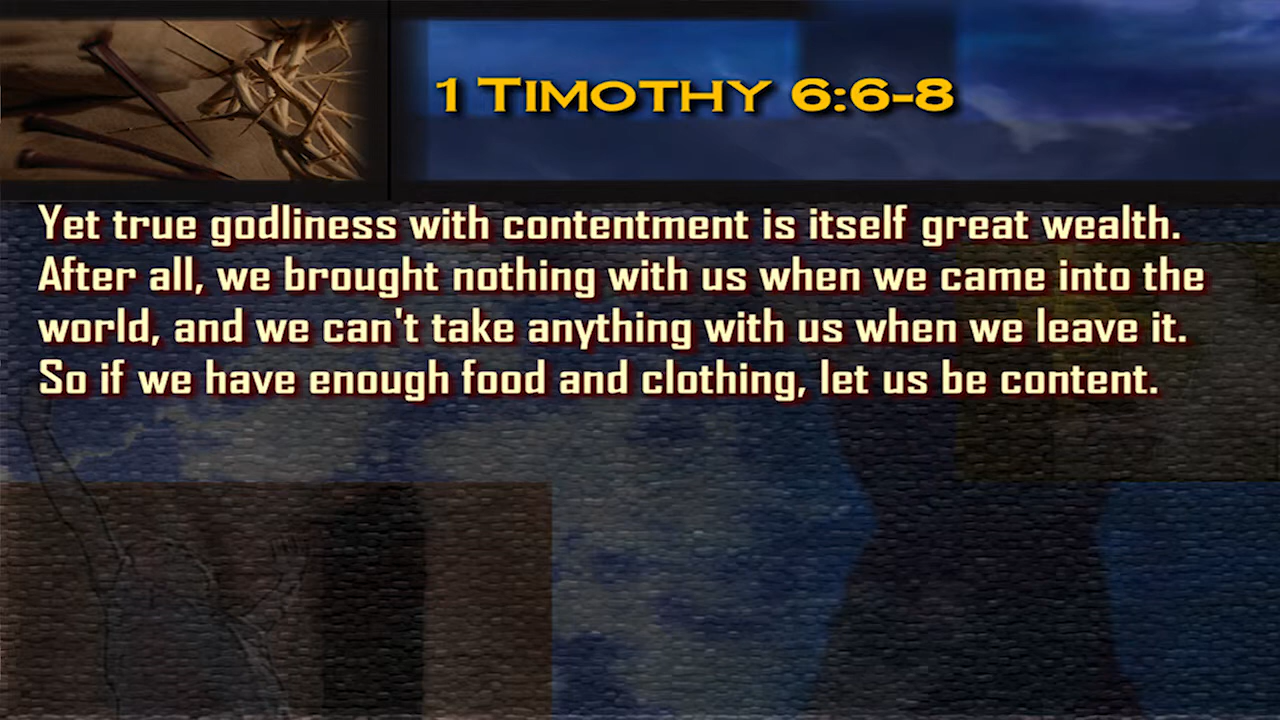 1 TIMOTHY 6:6-8
Yet true godliness with contentment is itself great wealth.
After all, we brought nothing with us when we came into the
world, and we can't take anything with us when we leave it.
So if we have enough food and clothing, let us be content.